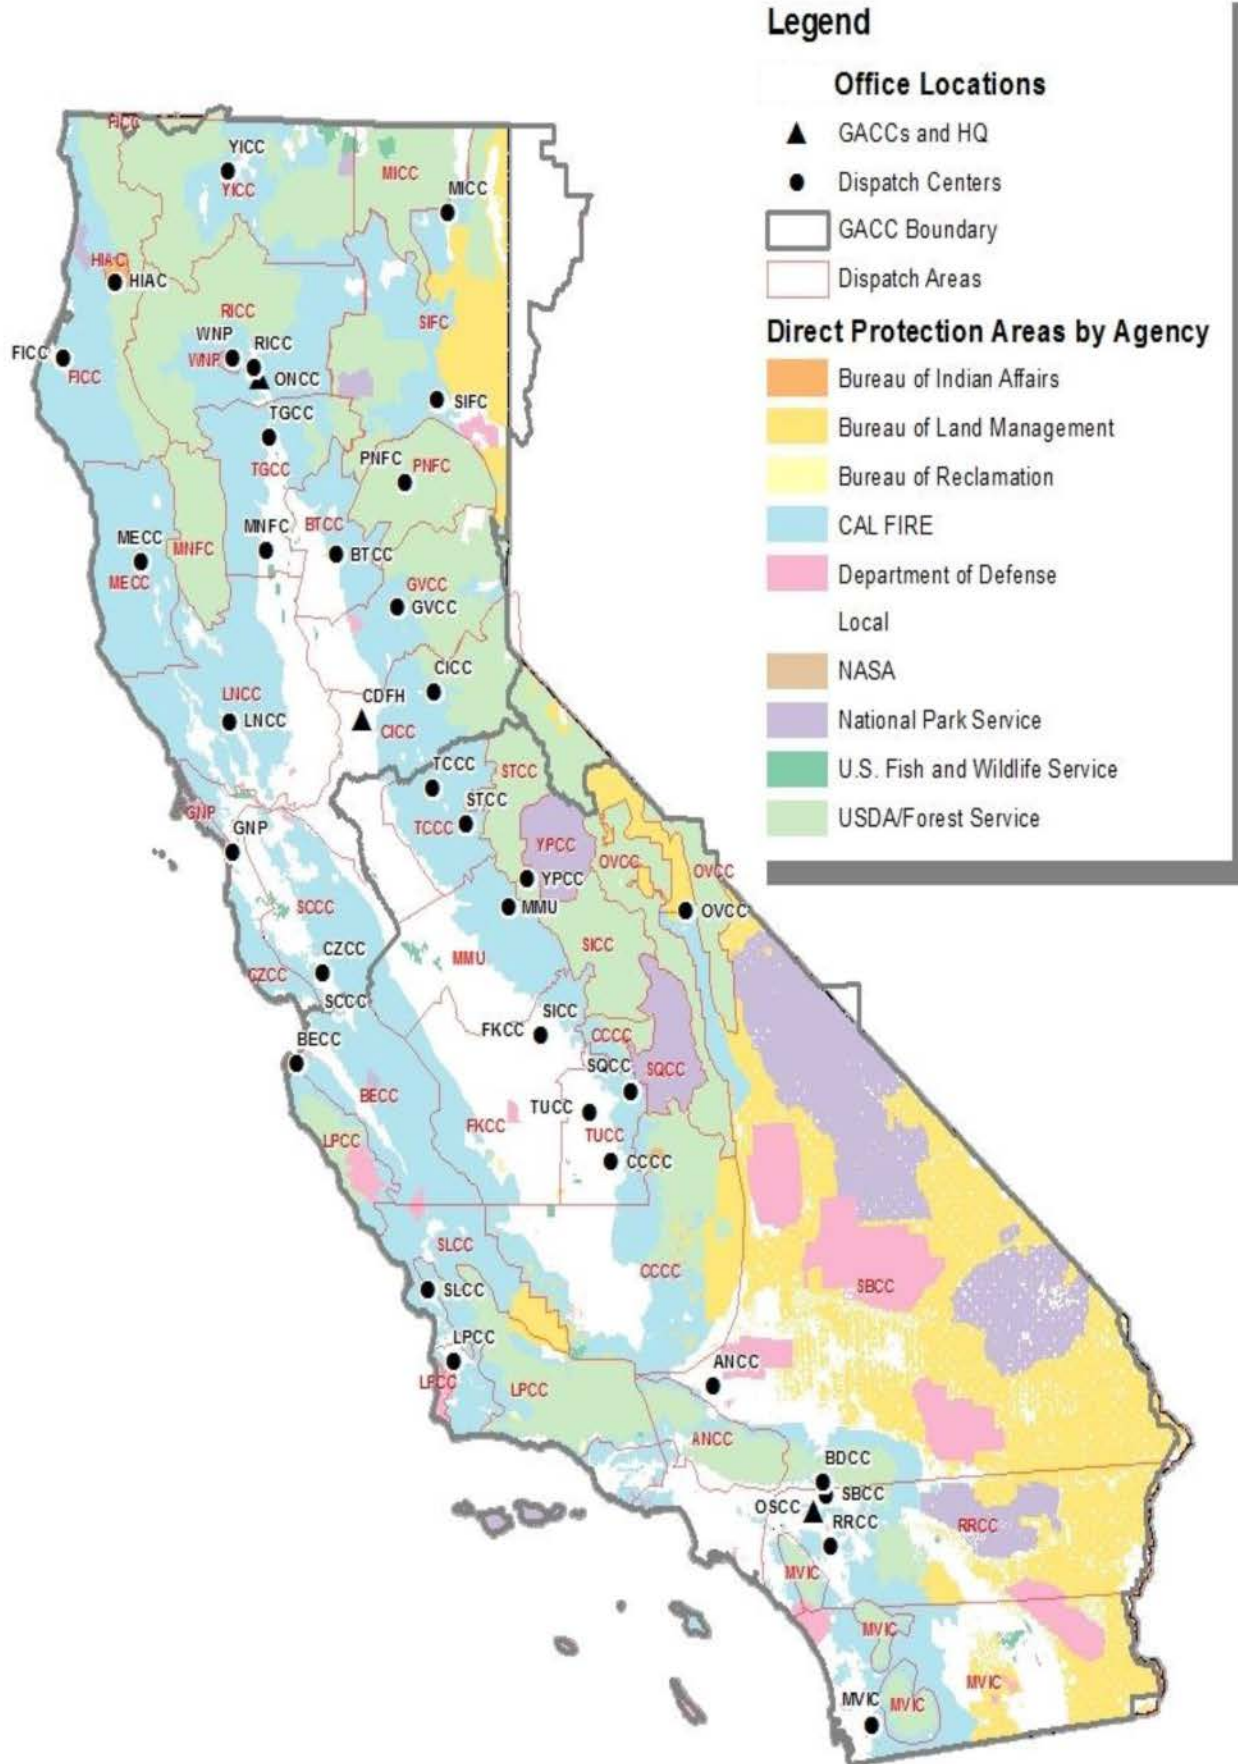 Legend
Office Locations
GACCs and HQ
Dispatch Centers
GACC Boundary
Dispatch Areas
Direct Protection Areas by Agency
Bureau of Indian Affairs
Bureau of Land Management
Bureau of Reclamation
CAL FIRE
Department of Defense
Local
NASA
National Park Service
U.S. Fish and Wildlife Service
USDA/Forest Service
FICC
YICC
YICC
MICC
MICC
HIAC
HIAC
RICC
SIFC
WNP
RICC
WNP
FICC
FICC
ONCC
SIFC
TGCC
TGCC
PNFC
PNFC
MNFC
BTCC
BTCC
MECC
MECC
MNFC
GVCC
GVCC
CICC
LNCC
LNCC
CDFH
CICC
TCCC
STCC
STCC
TCCC
GNP
GNP
YPCC
YPCC
OVCC
OVCC
OVCC
MMU
MMU
SCCC
SICC
CZCC
CZCC
SCCC
SICC
FKCC
CCCC
BECC
SQCC
SQCC
BECC
TUCC
FKCC
TUCC
LPCC
CCCC
SLCC
CCCC
SBCC
SLCC
LPCC
LPCC
LPCC
ANCC
ANCC
BDCC
SBCC
OSCC
RRCC
RRCC
MVIC
MVIC
MVIC
MVIC
MVIC